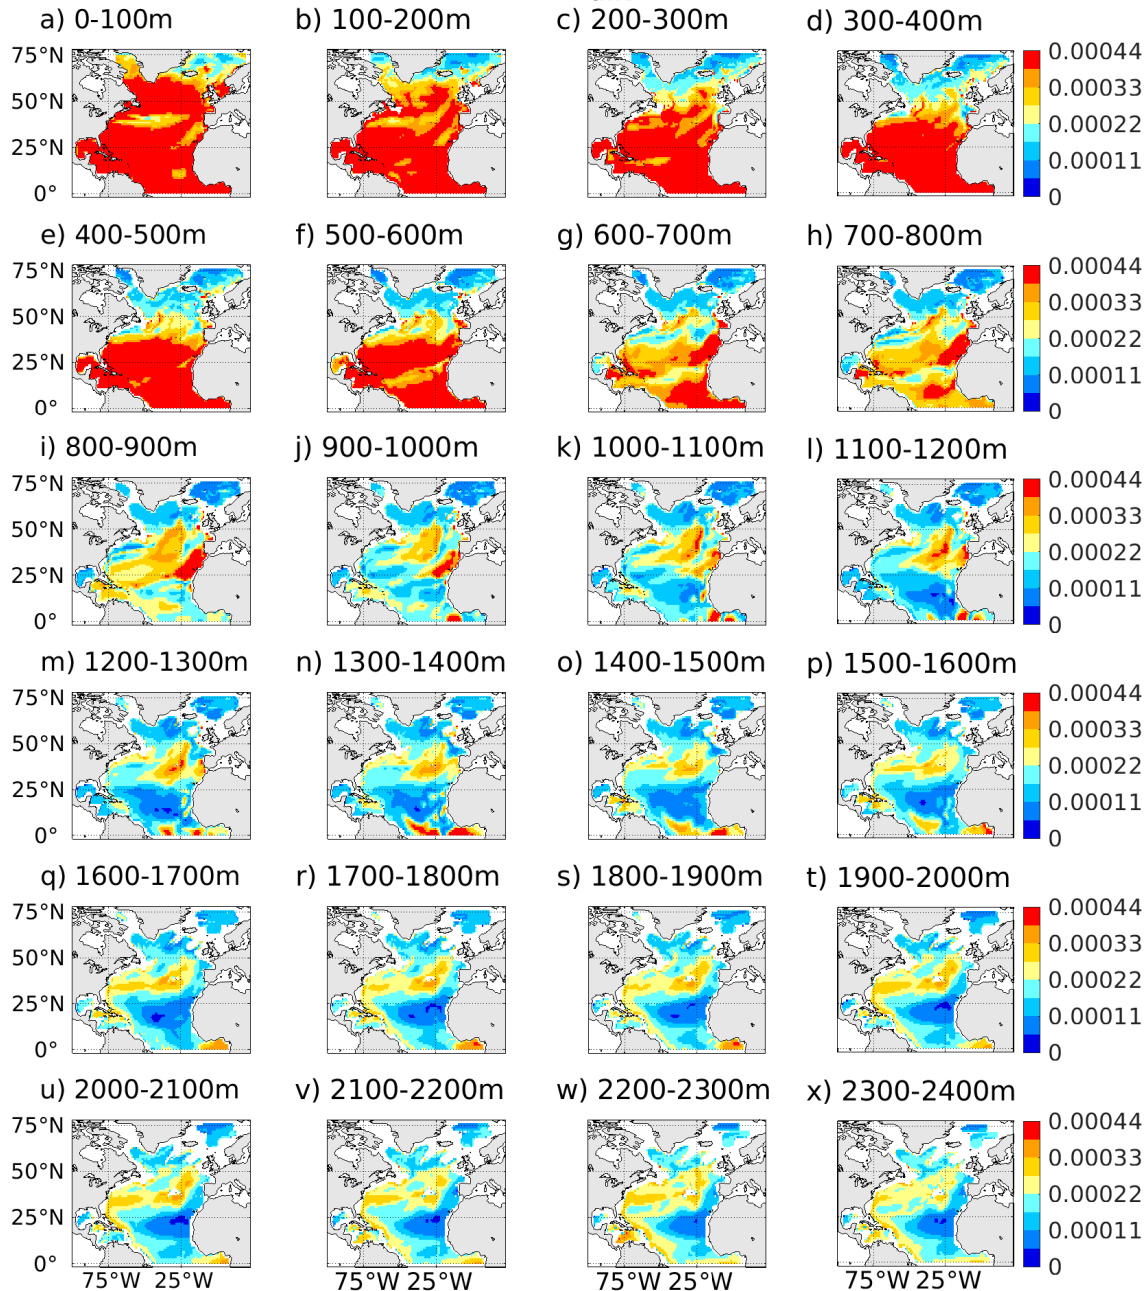 a) 0-100m b) 100-200m c) 200-300m d) 300-400m
75°N 0.00044
50°N 0.00033
0.00022
25°N 0.00011
0° 0
e) 400-500m f) 500-600m g) 600-700m h) 700-800m
75°N 0.00044
50°N 0.00033
0.00022
25°N 0.00011
0° 0
i) 800-900m j) 900-1000m k) 1000-1100m l) 1100-1200m
75°N 0.00044
50°N 0.00033
0.00022
25°N 0.00011
0° 0
m) 1200-1300m n) 1300-1400m o) 1400-1500m p) 1500-1600m
75°N 0.00044
50°N 0.00033
0.00022
25°N 0.00011
0° 0
q) 1600-1700m r) 1700-1800m s) 1800-1900m t) 1900-2000m
75°N 0.00044
50°N 0.00033
0.00022
25°N 0.00011
0° 0
u) 2000-2100m v) 2100-2200m w) 2200-2300m x) 2300-2400m
75°N 0.00044
50°N 0.00033
0.00022
25°N 0.00011
0° 0
75°W 25°W 75°W 25°W 75°W 25°W 75°W 25°W